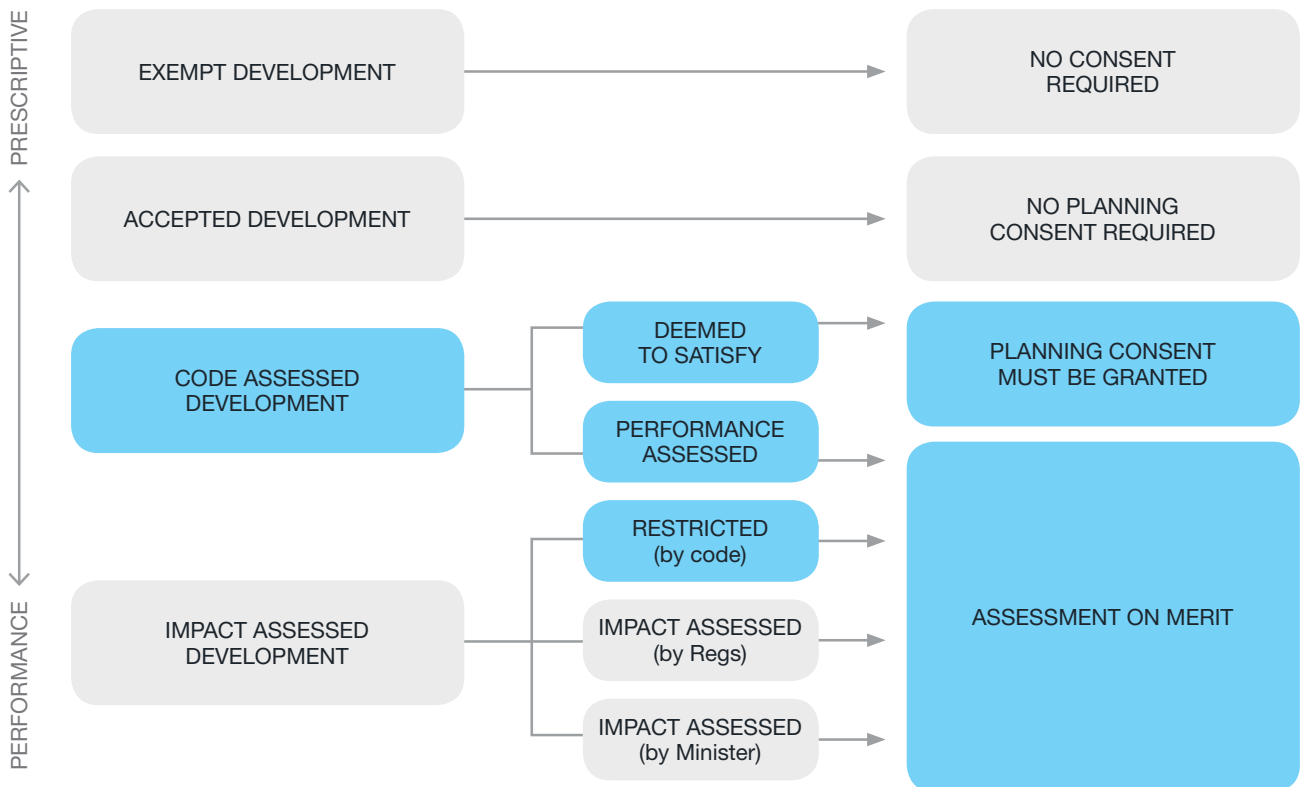 PRESCRIPTIVE
EXEMPT DEVELOPMENT
NO CONSENT
REQUIRED
ACCEPTED DEVELOPMENT
NO PLANNING
CONSENT REQUIRED
CODE ASSESSED
DEVELOPMENT
DEEMED
TO SATISFY
PLANNING CONSENT
MUST BE GRANTED
PERFORMANCE
ASSESSED
PERFORMANCE
IMPACT ASSESSED
DEVELOPMENT
RESTRICTED
(by code)
IMPACT ASSESSED
(by Regs)
IMPACT ASSESSED
(by Minister)
ASSESSMENT ON MERIT